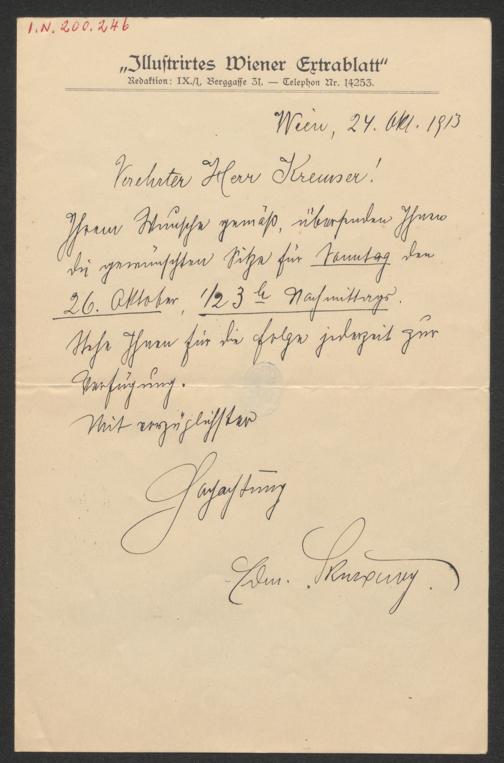 I.N. 200.246
„Illustrirtes Wiener Extrablatt"
Redaktion: IX./1, Berggasse 31. — Telephon Nr. 14253.
Wien, 24. Okt. 1913
Verehrter Herr Kremser!
Ihrem Wunsche gemäß, übersenden Ihnen
die gewünschten Sitze für Sonntag den
26. Oktober, 1/2 3 h Nachmittags.
Stehe Ihnen für die Folge jederzeit zur
Verfügung.
Mit vorzüglichster
Hochachtung
Edm.